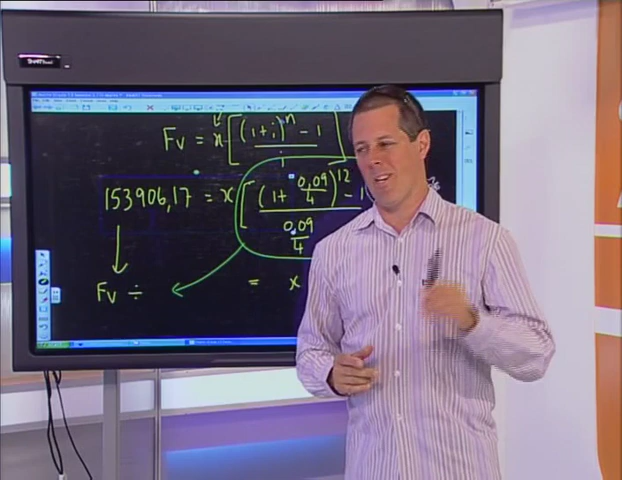 Fv = x [ (1+i)^n - 1
i
153906,17 = x [ (1 + 0,09/4)^12 - 1
0,09/4
Fv ÷
= x